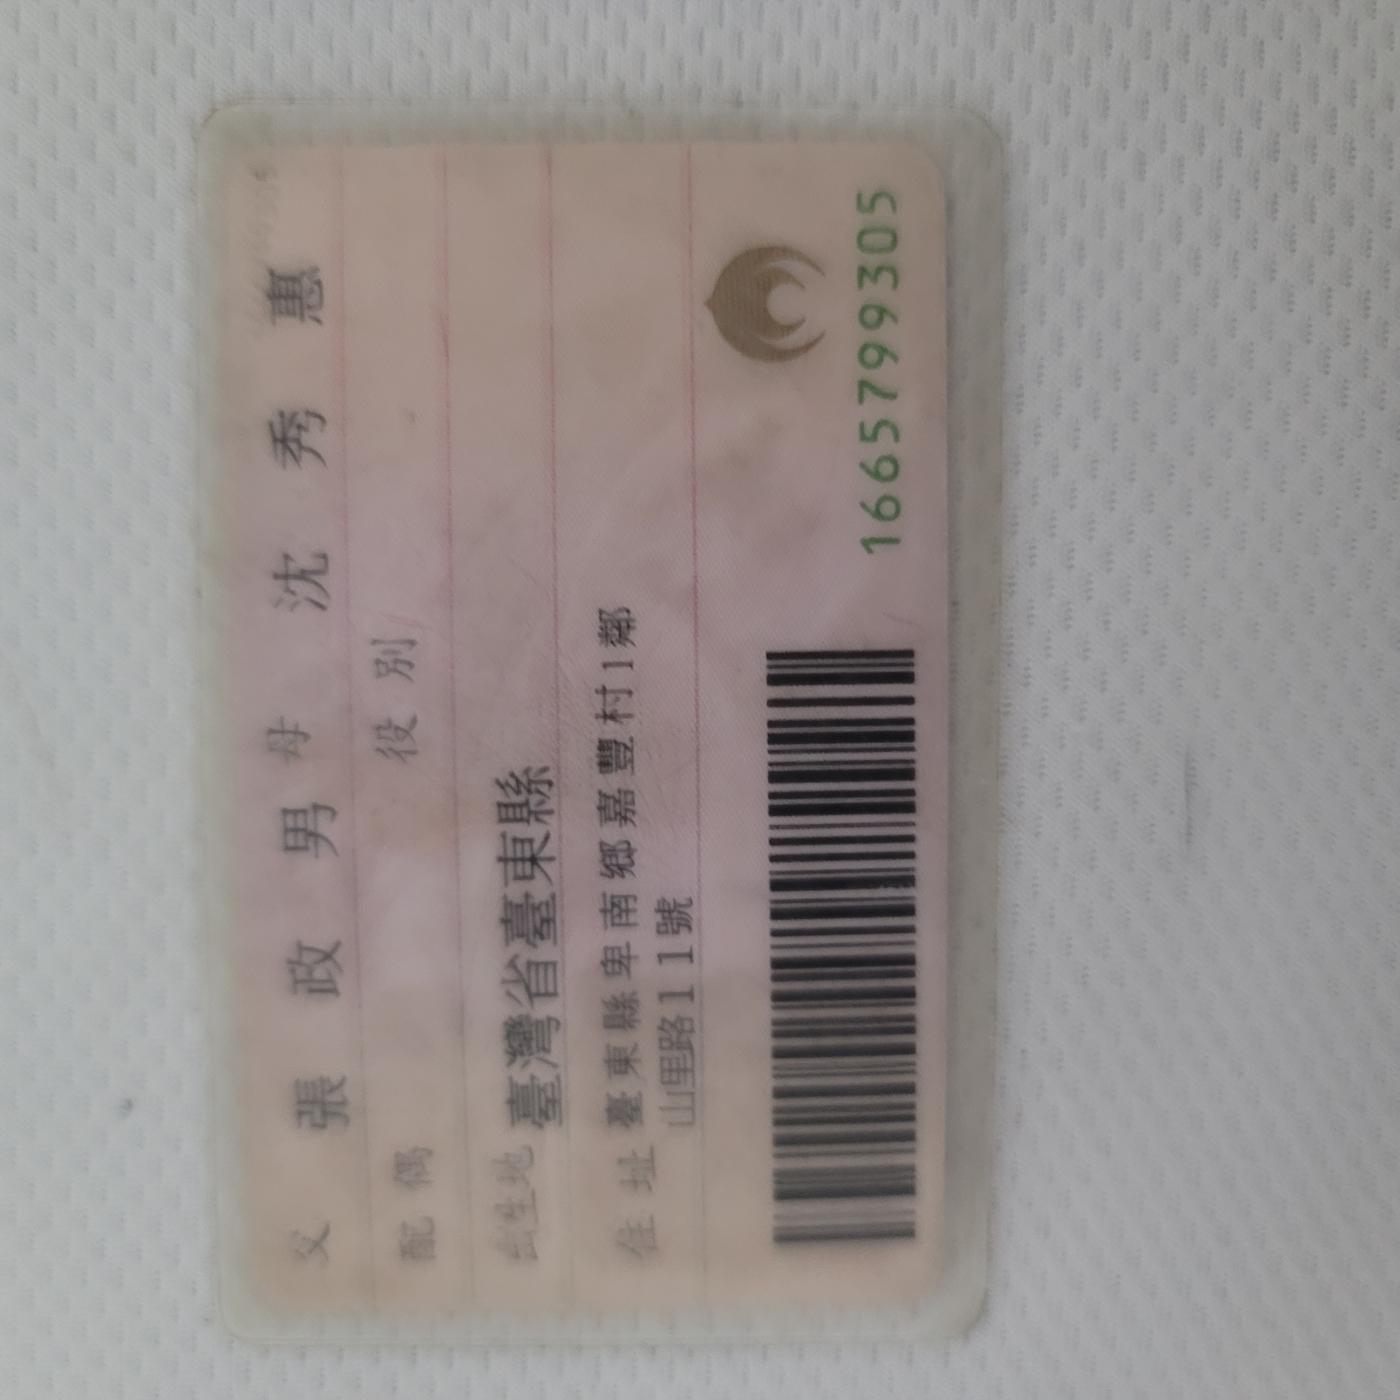 父 張政男 母 沈秀惠
配偶 役別
出生地 臺灣省臺東縣
住址 臺東縣卑南鄉嘉豐村1鄰
山里路111號
1665799305